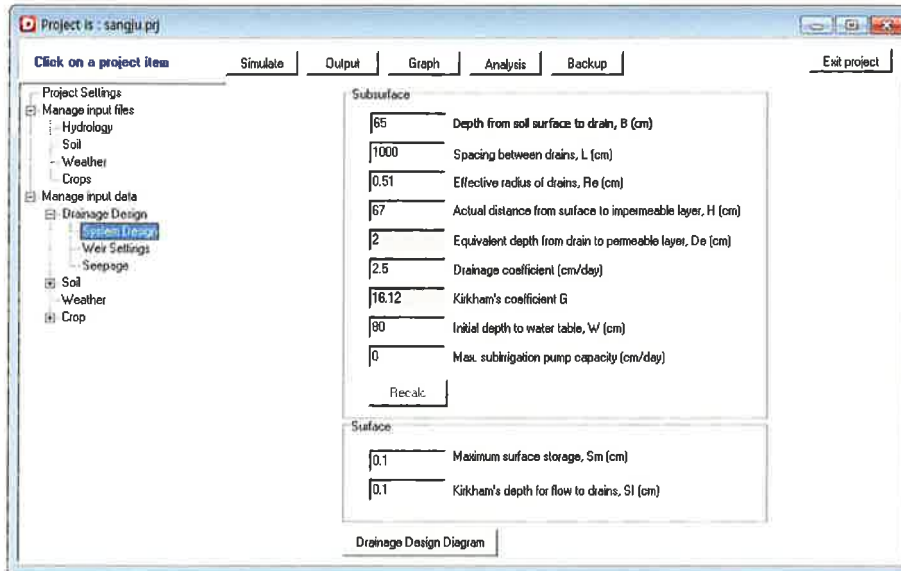 Project is : sangju.prj
Click on a project item
Simulate
Output
Graph
Analysis
Backup
Exit project
Project Settings
Manage input files
Hydrology
Soil
Weather
Crops
Manage input data
Drainage Design
System Design
Weir Settings
Seepage
Soil
Weather
Crop
Subsurface
65 Depth from soil surface to drain, B (cm)
1000 Spacing between drains, L (cm)
0.51 Effective radius of drains, Re (cm)
67 Actual distance from surface to impermeable layer, H (cm)
2 Equivalent depth from drain to permeable layer, De (cm)
2.5 Drainage coefficient (cm/day)
16.12 Kirkham's coefficient G
80 Initial depth to water table, W (cm)
0 Max. subirrigation pump capacity (cm/day)
Recalc
Surface
0.1 Maximum surface storage, Sm (cm)
0.1 Kirkham's depth for flow to drains, Sl (cm)
Drainage Design Diagram